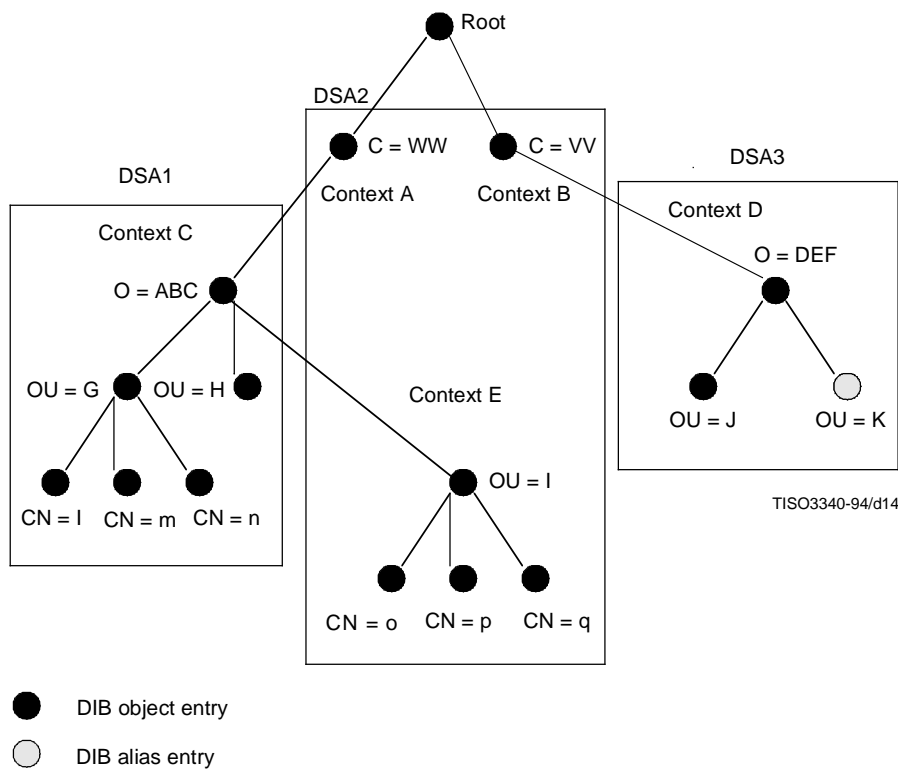 Root
DSA2
C = WW
C = VV
DSA3
DSA1
Context A
Context B
Context D
Context C
O = DEF
O = ABC
OU = G
OU = H
Context E
OU = J
OU = K
OU = I
TISO3340-94/d14
CN = l
CN = m
CN = n
CN = o
CN = p
CN = q
DIB object entry
DIB alias entry